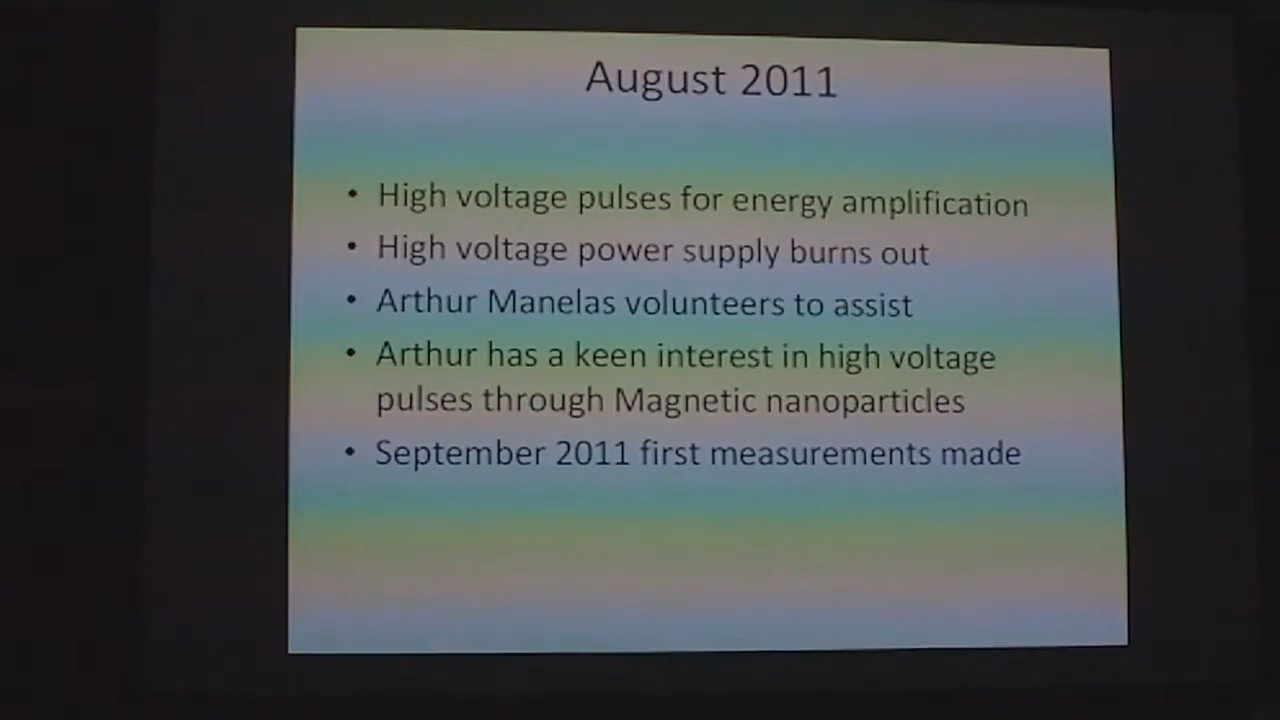 August 2011
• High voltage pulses for energy amplification
• High voltage power supply burns out
• Arthur Manelas volunteers to assist
• Arthur has a keen interest in high voltage
pulses through Magnetic nanoparticles
• September 2011 first measurements made